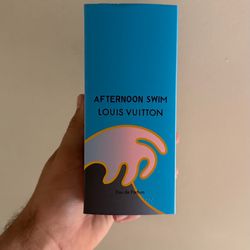 AFTERNOON SWIM
LOUIS VUITTON
Eau de Parfum